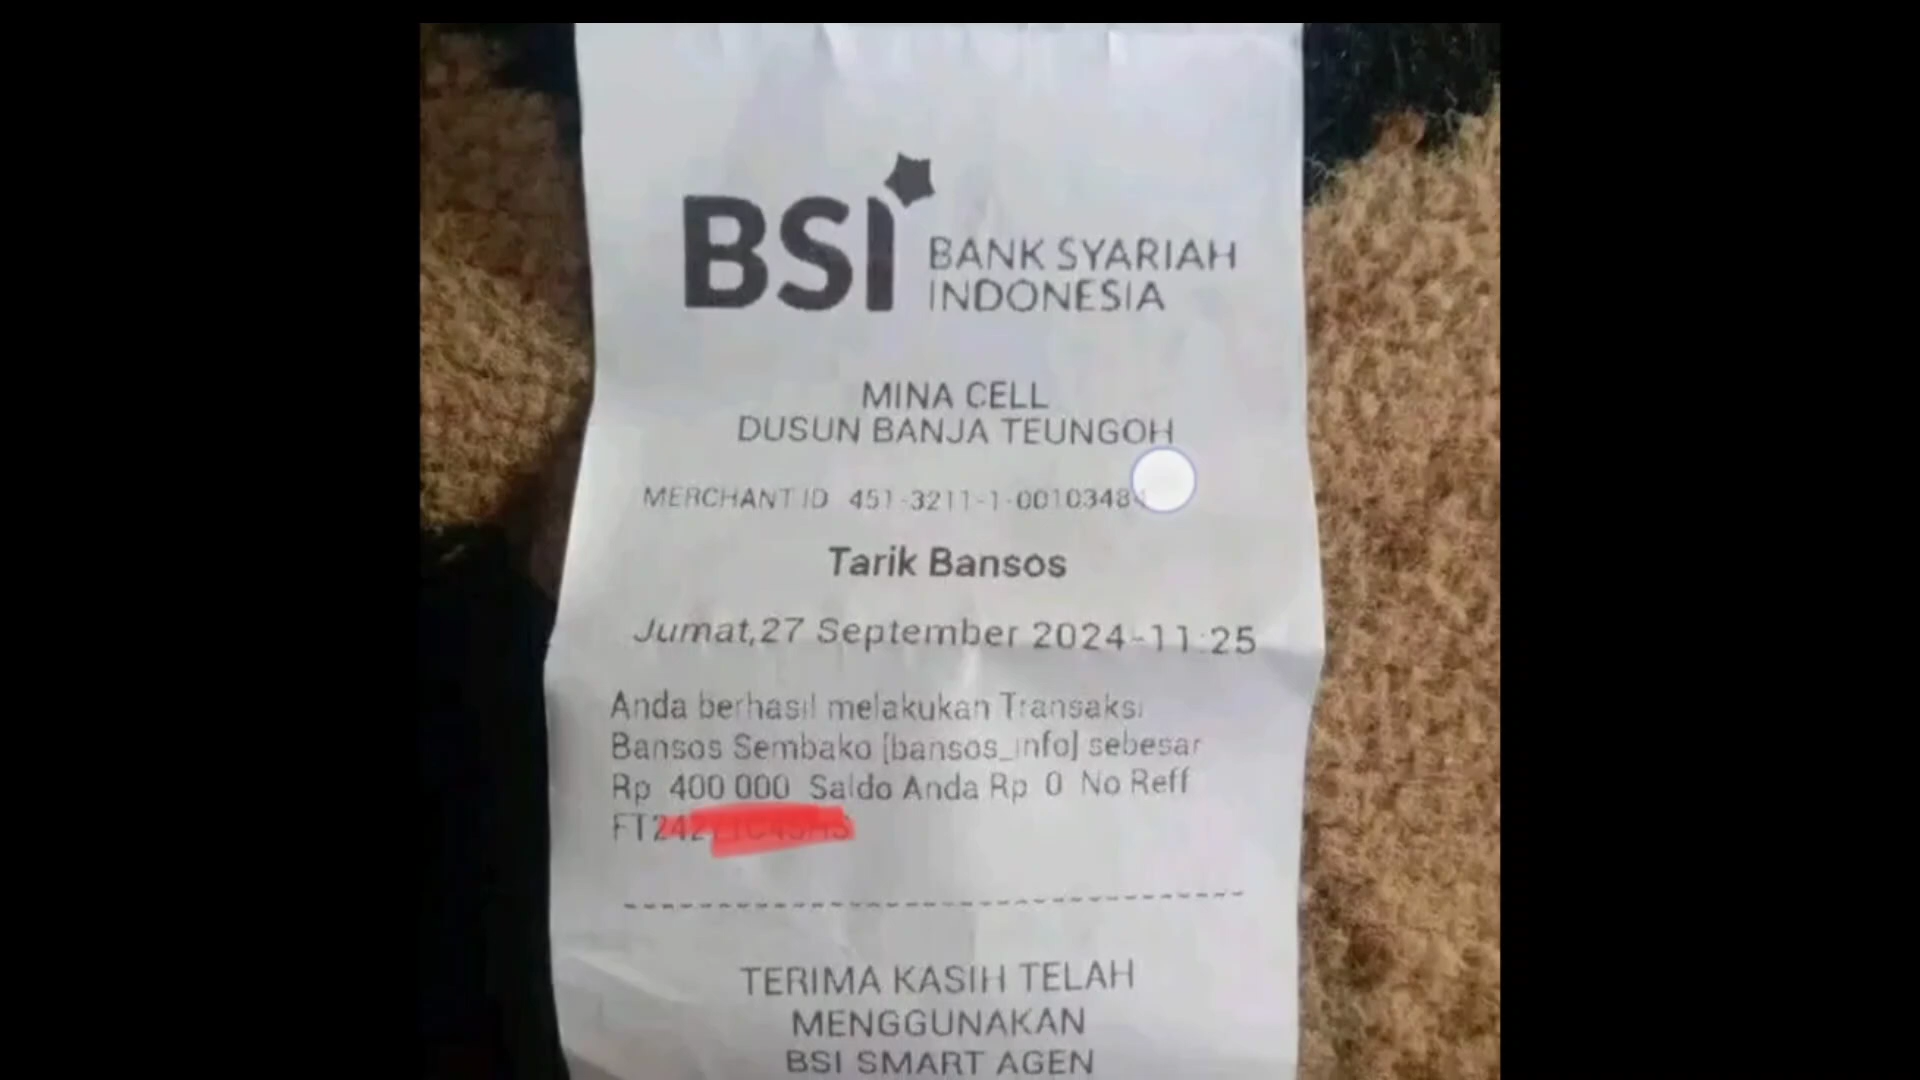 BSI BANK SYARIAH
INDONESIA
MINA CELL
DUSUN BANJA TEUNGOH
MERCHANT ID 451-3211-1-00103484
Tarik Bansos
Jumat,27 September 2024-11:25
Anda berhasil melakukan Transaksi
Bansos Sembako [bansos_info] sebesar
Rp 400 000 Saldo Anda Rp 0 No Reff
TERIMA KASIH TELAH
MENGGUNAKAN
BSI SMART AGEN